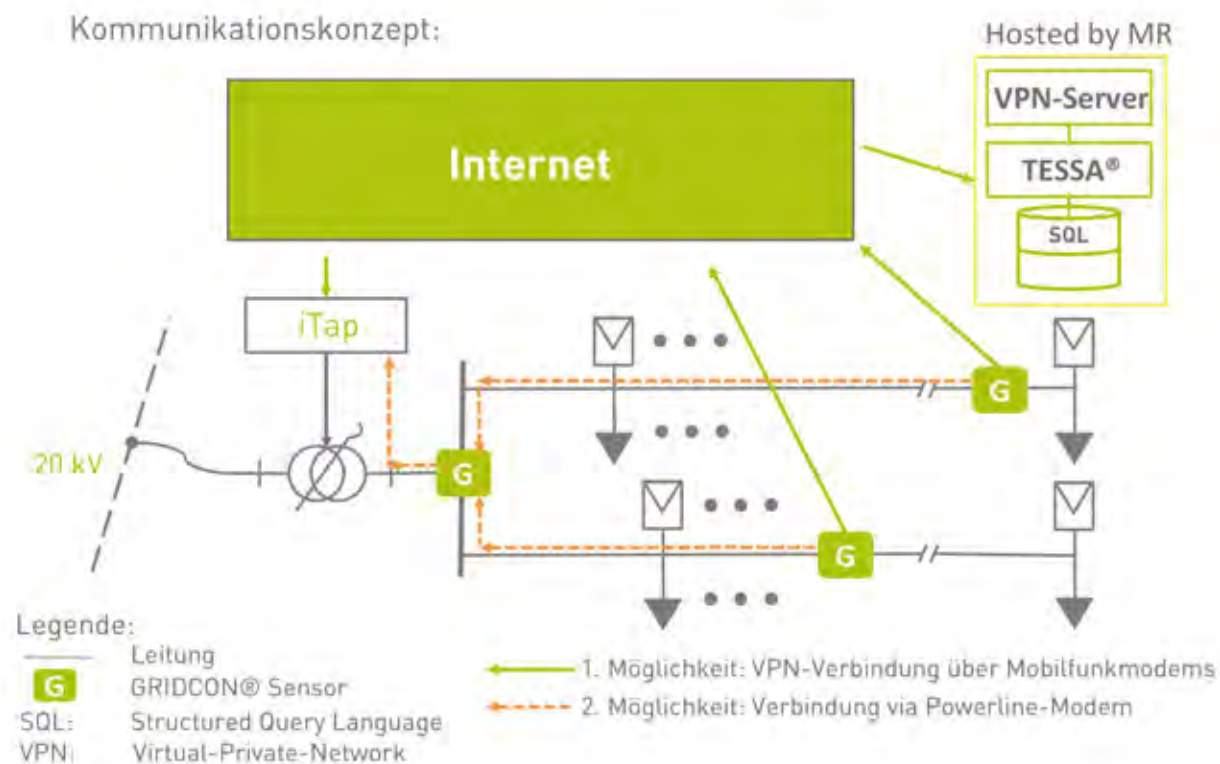 Kommunikationskonzept:
Hosted by MR
VPN-Server
Internet
TESSA®
SQL
iTap
G
20 kV
G
G
Legende:
Leitung
G GRIDCON® Sensor
SQL: Structured Query Language
VPN: Virtual-Private-Network
1. Möglichkeit: VPN-Verbindung über Mobilfunkmodems
2. Möglichkeit: Verbindung via Powerline-Modem